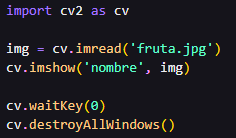 import cv2 as cv
img = cv.imread('fruta.jpg')
cv.imshow('nombre', img)
cv.waitKey(0)
cv.destroyAllWindows()